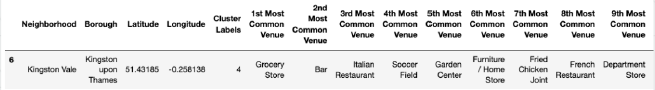 Neighborhood Borough Latitude Longitude Cluster Labels 1st Most Common Venue 2nd Most Common Venue 3rd Most Common Venue 4th Most Common Venue 5th Most Common Venue 6th Most Common Venue 7th Most Common Venue 8th Most Common Venue 9th Most Common Venue
6 Kingston Vale Kingston upon Thames 51.43185 -0.258138 4 Grocery Store Bar Italian Restaurant Soccer Field Garden Center Furniture / Home Store Fried Chicken Joint French Restaurant Department Store